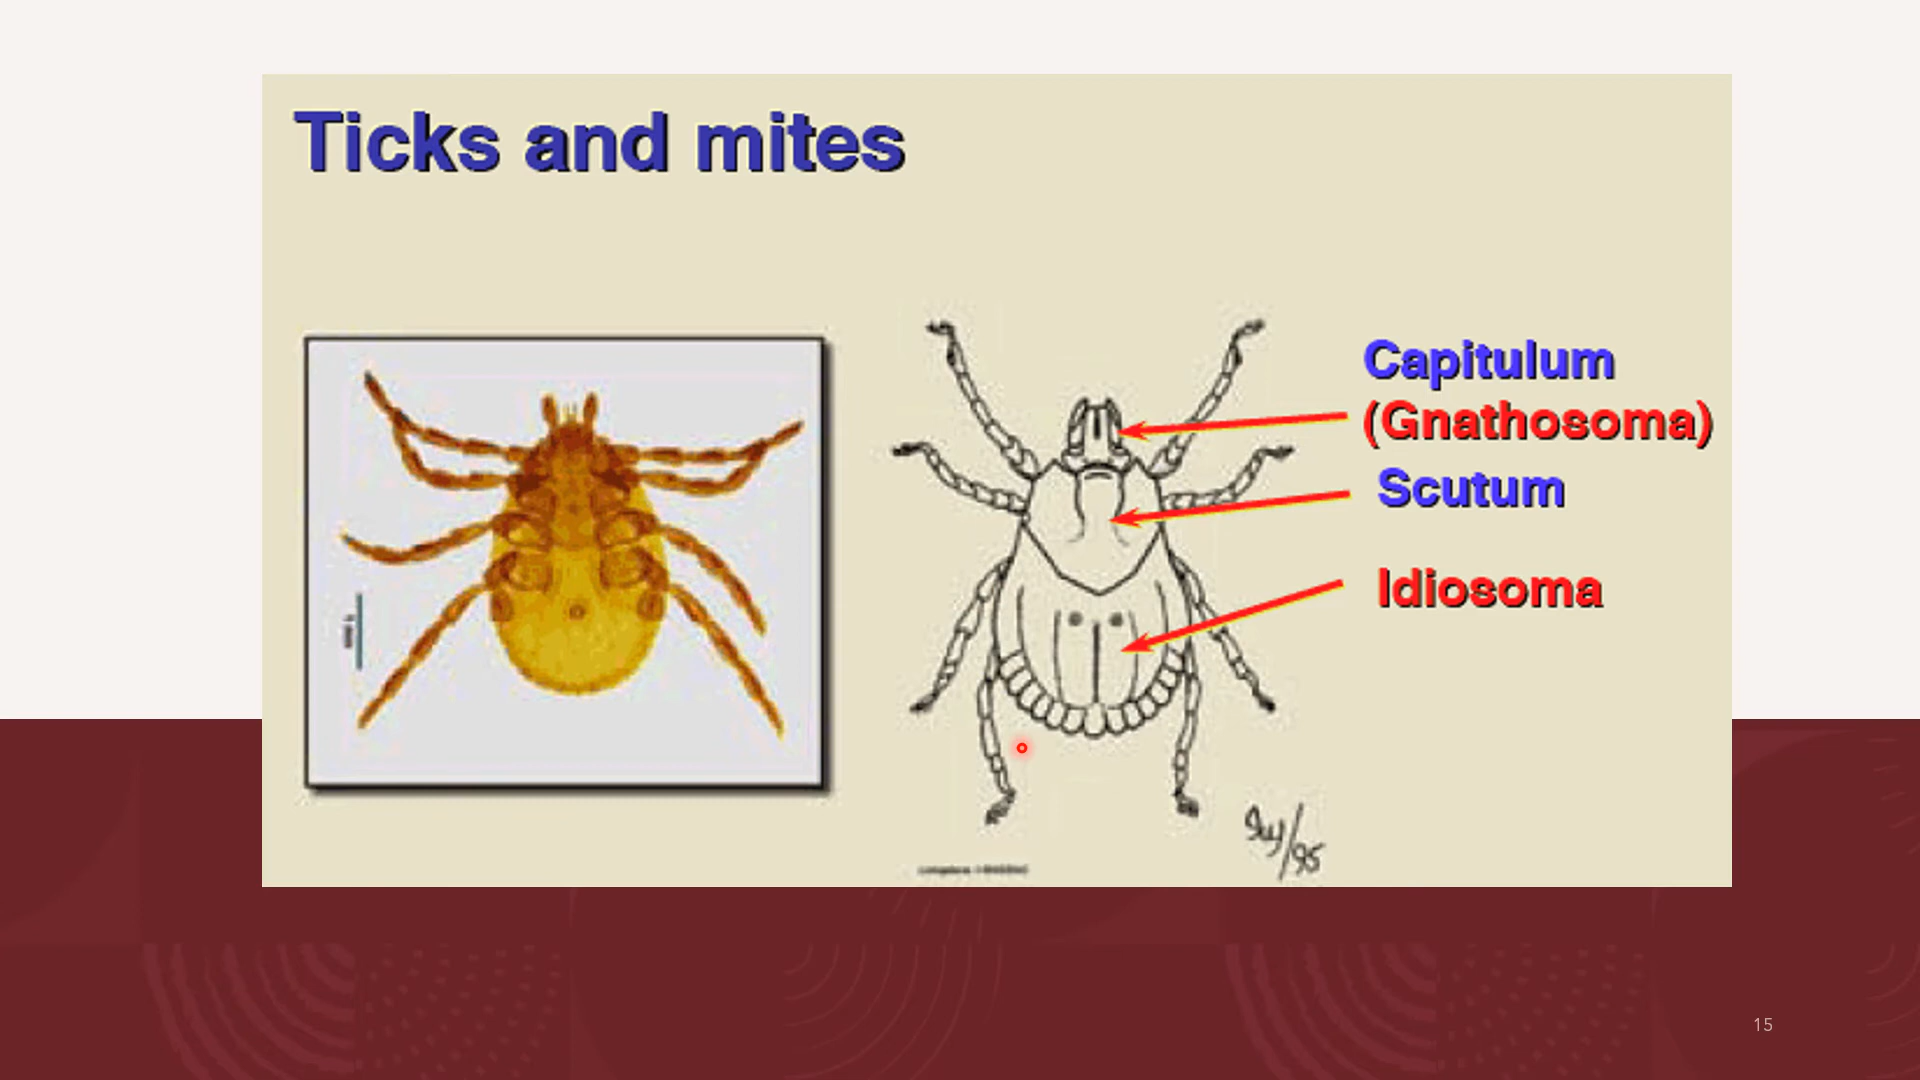 Ticks and mites
Capitulum
(Gnathosoma)
Scutum
Idiosoma
15